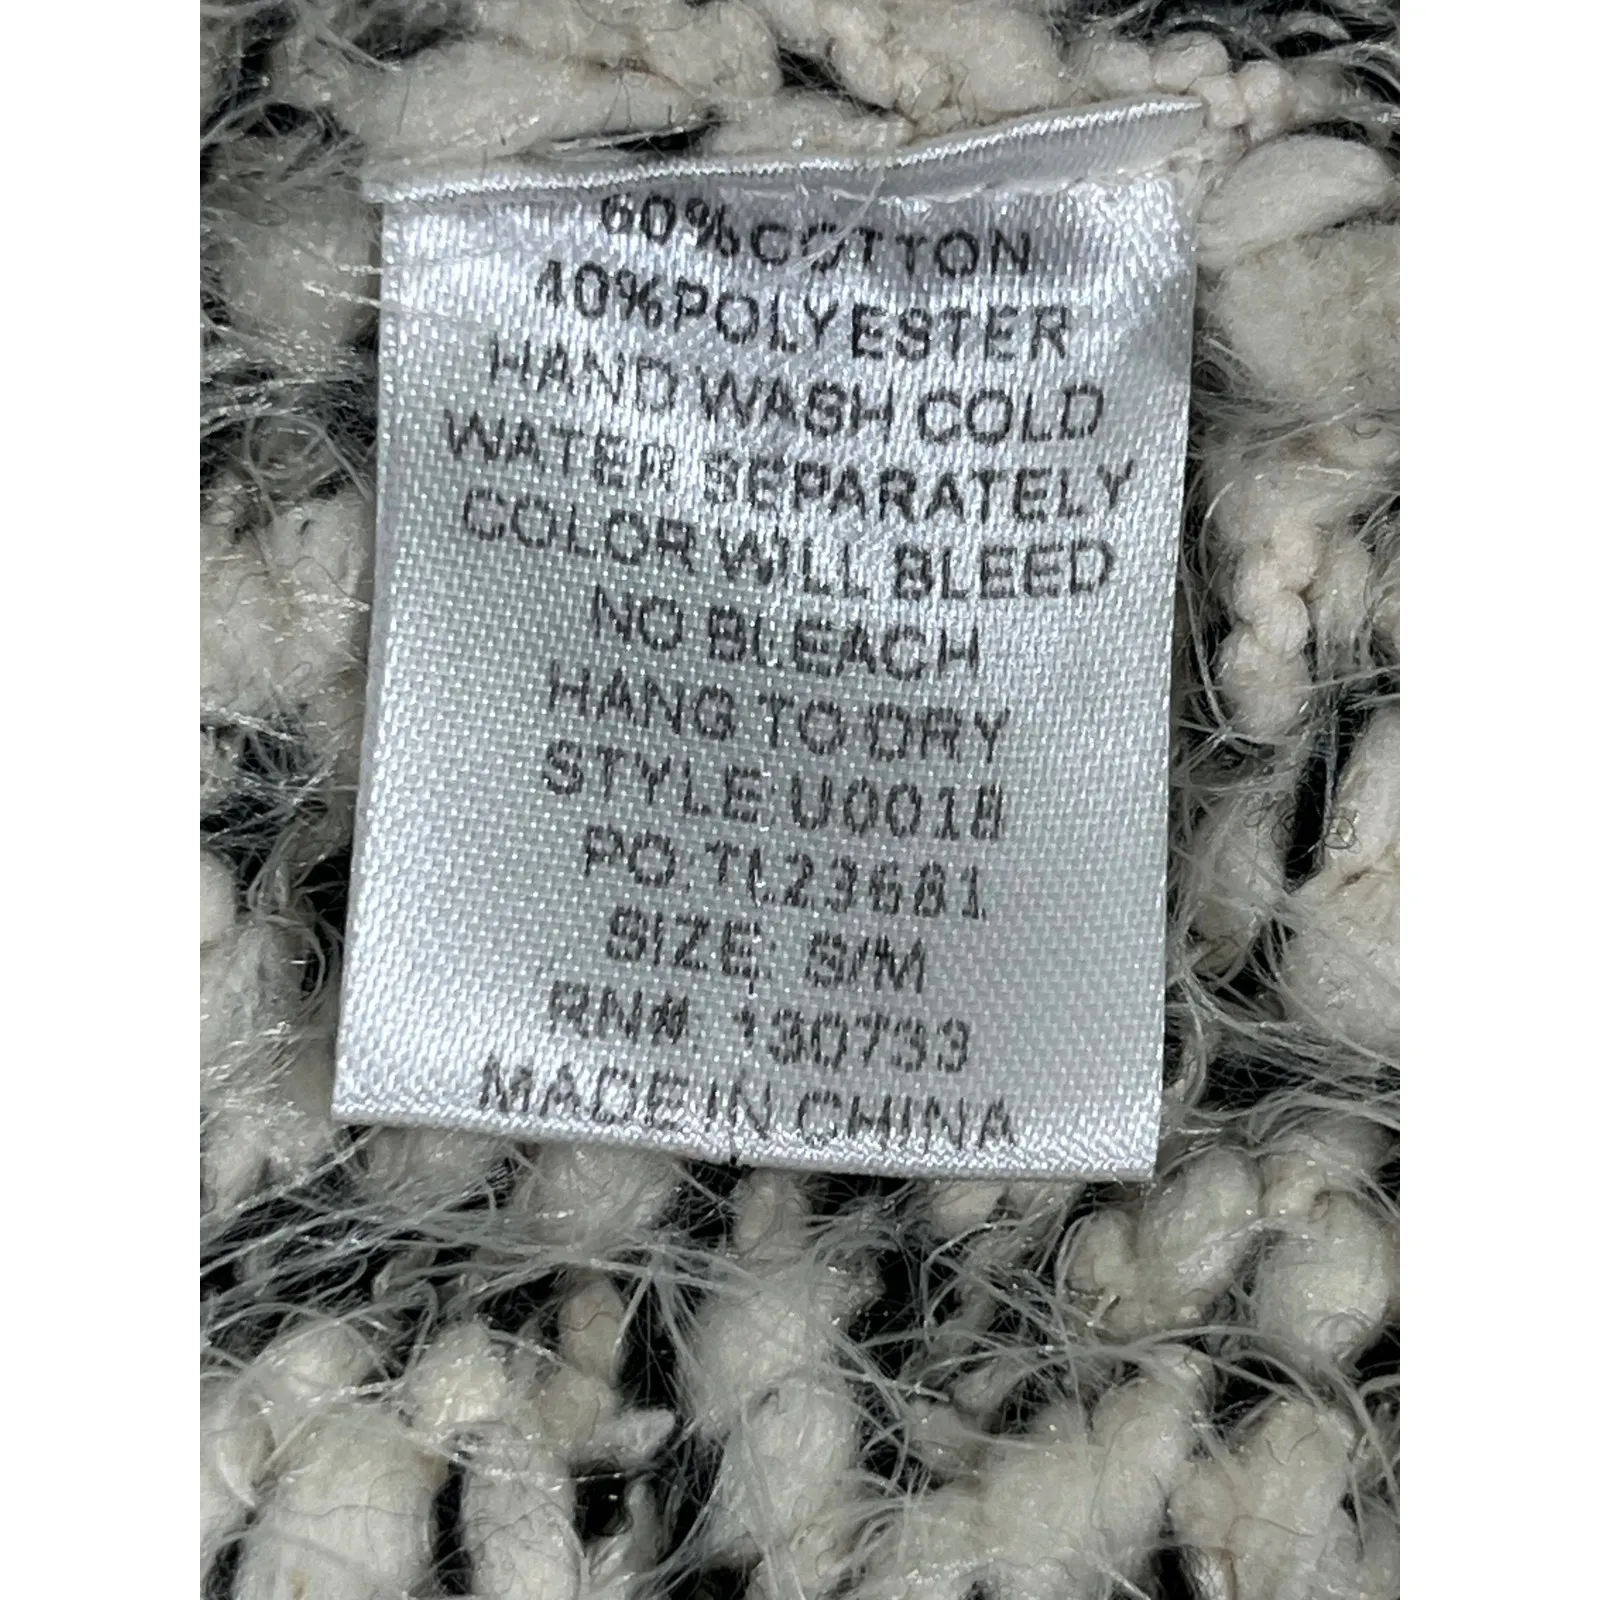 60%COTTON
40%POLYESTER
HAND WASH COLD
WATER SEPARATELY
COLOR WILL BLEED
NO BLEACH
HANG TO DRY
STYLE:U0018
PO:TL23681
SIZE: S/M
RN#: 130733
MADE IN CHINA